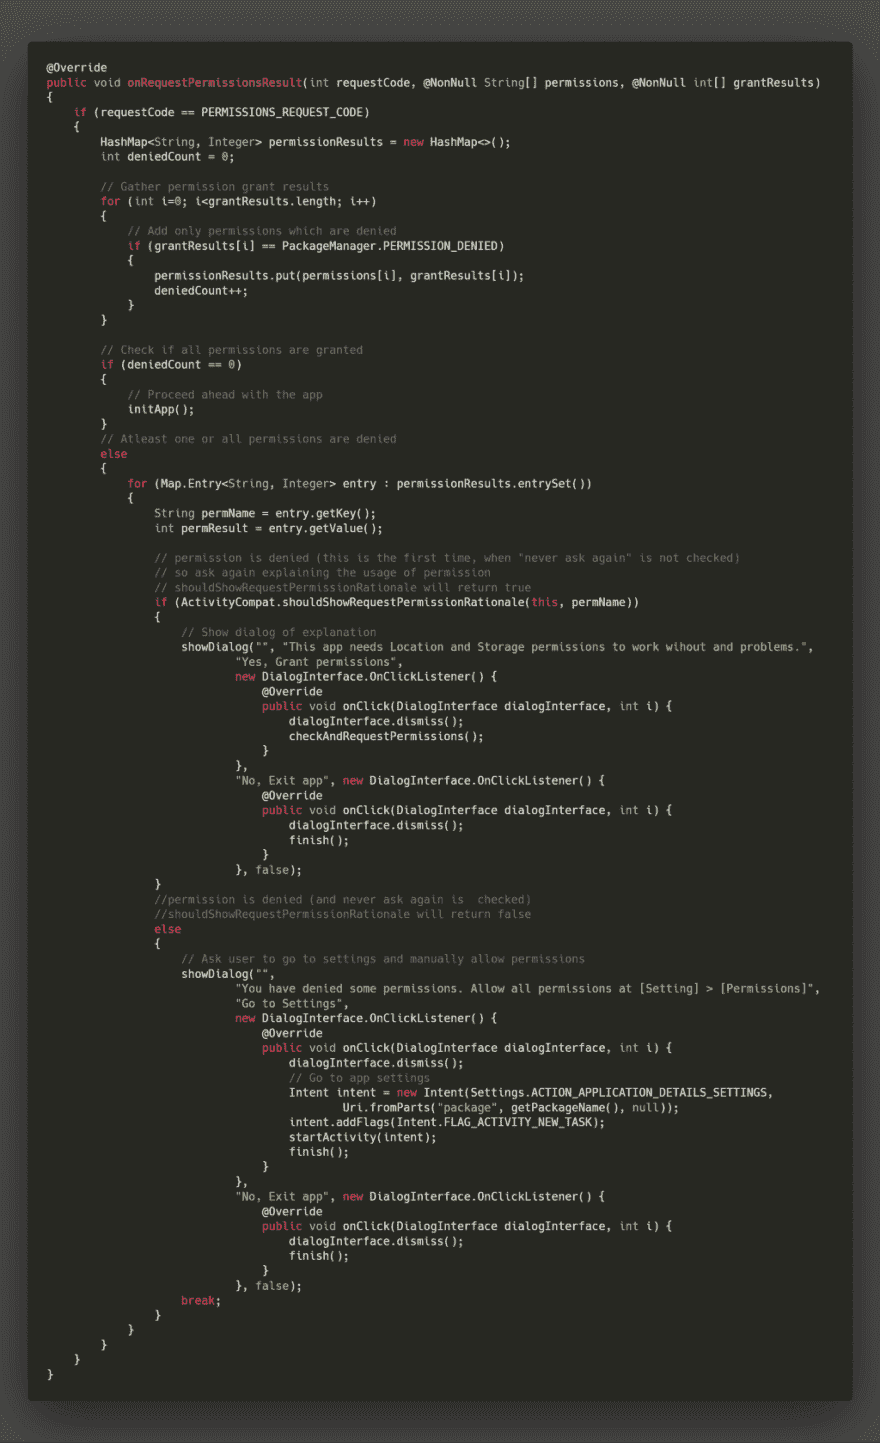 @Override
public void onRequestPermissionsResult(int requestCode, @NonNull String[] permissions, @NonNull int[] grantResults)
{
    if (requestCode == PERMISSIONS_REQUEST_CODE)
    {
        HashMap<String, Integer> permissionResults = new HashMap<>();
        int deniedCount = 0;

        // Gather permission grant results
        for (int i=0; i<grantResults.length; i++)
        {
            // Add only permissions which are denied
            if (grantResults[i] == PackageManager.PERMISSION_DENIED)
            {
                permissionResults.put(permissions[i], grantResults[i]);
                deniedCount++;
            }
        }

        // Check if all permissions are granted
        if (deniedCount == 0)
        {
            // Proceed ahead with the app
            initApp();
        }
        // Atleast one or all permissions are denied
        else
        {
            for (Map.Entry<String, Integer> entry : permissionResults.entrySet())
            {
                String permName = entry.getKey();
                int permResult = entry.getValue();

                // permission is denied (this is the first time, when "never ask again" is not checked)
                // so ask again explaining the usage of permission
                // shouldShowRequestPermissionRationale will return true
                if (ActivityCompat.shouldShowRequestPermissionRationale(this, permName))
                {
                    // Show dialog of explanation
                    showDialog("", "This app needs Location and Storage permissions to work wihout and problems.",
                            "Yes, Grant permissions",
                            new DialogInterface.OnClickListener() {
                                @Override
                                public void onClick(DialogInterface dialogInterface, int i) {
                                    dialogInterface.dismiss();
                                    checkAndRequestPermissions();
                                }
                            },
                            "No, Exit app", new DialogInterface.OnClickListener() {
                                @Override
                                public void onClick(DialogInterface dialogInterface, int i) {
                                    dialogInterface.dismiss();
                                    finish();
                                }
                            }, false);
                }
                //permission is denied (and never ask again is  checked)
                //shouldShowRequestPermissionRationale will return false
                else
                {
                    // Ask user to go to settings and manually allow permissions
                    showDialog("",
                            "You have denied some permissions. Allow all permissions at [Setting] > [Permissions]",
                            "Go to Settings",
                            new DialogInterface.OnClickListener() {
                                @Override
                                public void onClick(DialogInterface dialogInterface, int i) {
                                    dialogInterface.dismiss();
                                    // Go to app settings
                                    Intent intent = new Intent(Settings.ACTION_APPLICATION_DETAILS_SETTINGS,
                                            Uri.fromParts("package", getPackageName(), null));
                                    intent.addFlags(Intent.FLAG_ACTIVITY_NEW_TASK);
                                    startActivity(intent);
                                    finish();
                                }
                            },
                            "No, Exit app", new DialogInterface.OnClickListener() {
                                @Override
                                public void onClick(DialogInterface dialogInterface, int i) {
                                    dialogInterface.dismiss();
                                    finish();
                                }
                            }, false);
                    break;
                }
            }
        }
    }
}